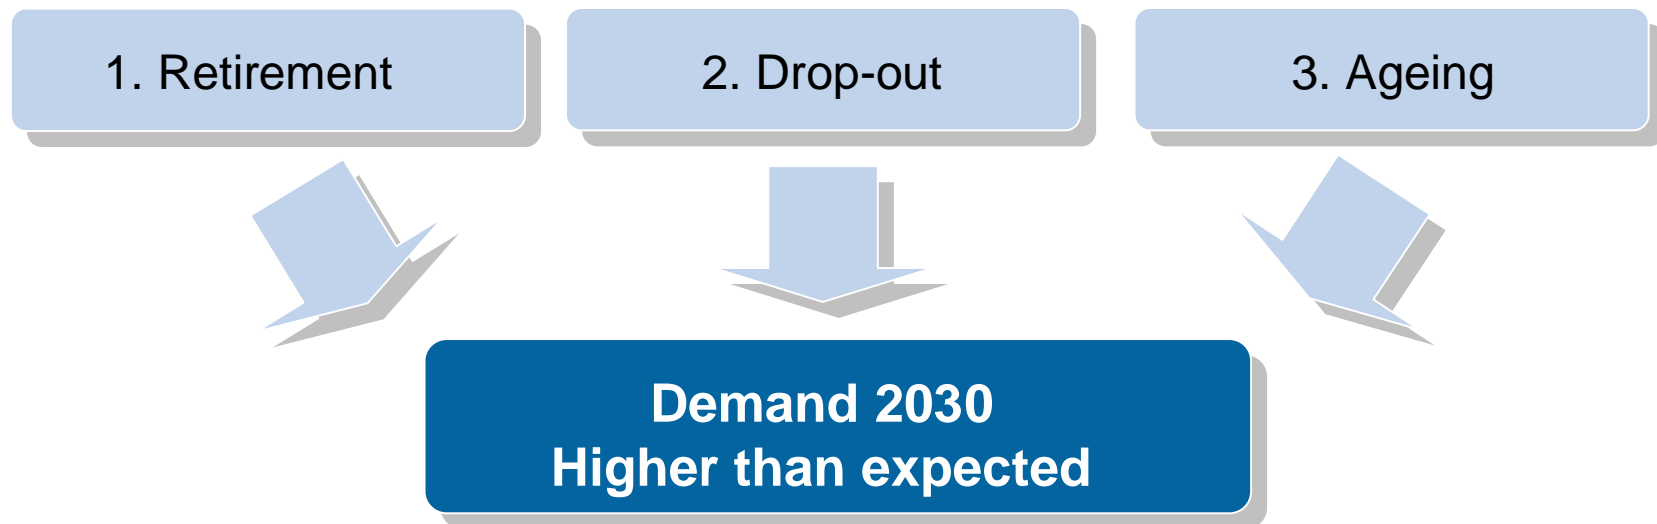 1. Retirement
2. Drop-out
3. Ageing
Demand 2030
Higher than expected